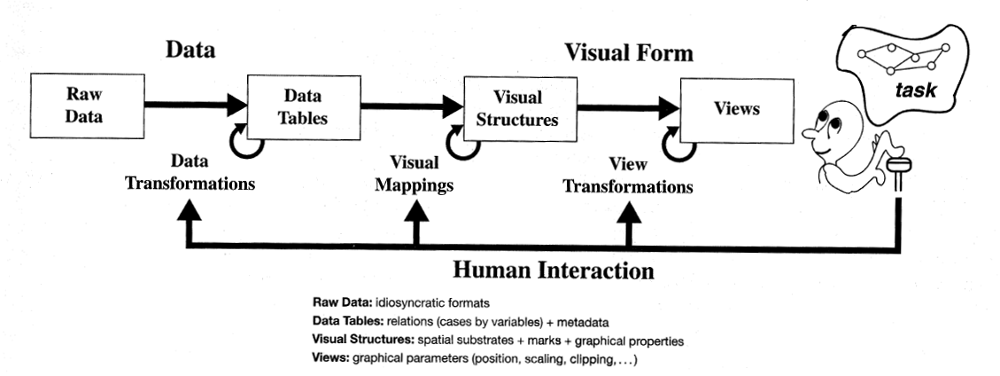 Data
Visual Form
Raw
Data
Data
Tables
Visual
Structures
Views
task
Data
Transformations
Visual
Mappings
View
Transformations
Human Interaction
Raw Data: idiosyncratic formats
Data Tables: relations (cases by variables) + metadata
Visual Structures: spatial substrates + marks + graphical properties
Views: graphical parameters (position, scaling, clipping,...)